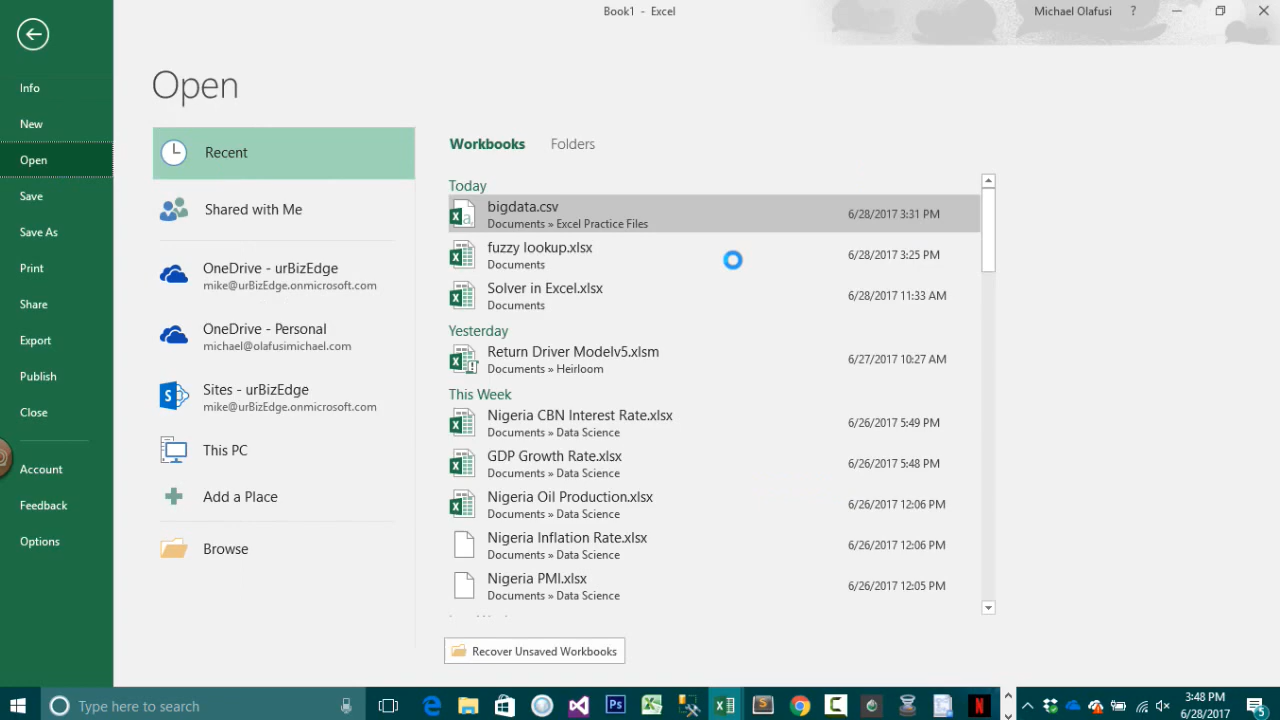 Book1 - Excel
Michael Olafusi
?
Info
New
Open
Save
Save As
Print
Share
Export
Publish
Close
Account
Feedback
Options
Open
Recent
Shared with Me
OneDrive - urBizEdge
mike@urBizEdge.onmicrosoft.com
OneDrive - Personal
michael@olafusimichael.com
Sites - urBizEdge
mike@urBizEdge.onmicrosoft.com
This PC
Add a Place
Browse
Workbooks Folders
Today
bigdata.csv 6/28/2017 3:31 PM
Documents » Excel Practice Files
fuzzy lookup.xlsx 6/28/2017 3:25 PM
Documents
Solver in Excel.xlsx 6/28/2017 11:33 AM
Documents
Yesterday
Return Driver Modelv5.xlsm 6/27/2017 10:27 AM
Documents » Heirloom
This Week
Nigeria CBN Interest Rate.xlsx 6/26/2017 5:49 PM
Documents » Data Science
GDP Growth Rate.xlsx 6/26/2017 5:48 PM
Documents » Data Science
Nigeria Oil Production.xlsx 6/26/2017 12:06 PM
Documents » Data Science
Nigeria Inflation Rate.xlsx 6/26/2017 12:06 PM
Documents » Data Science
Nigeria PMI.xlsx 6/26/2017 12:05 PM
Documents » Data Science
Recover Unsaved Workbooks
Type here to search
3:48 PM
6/28/2017
5